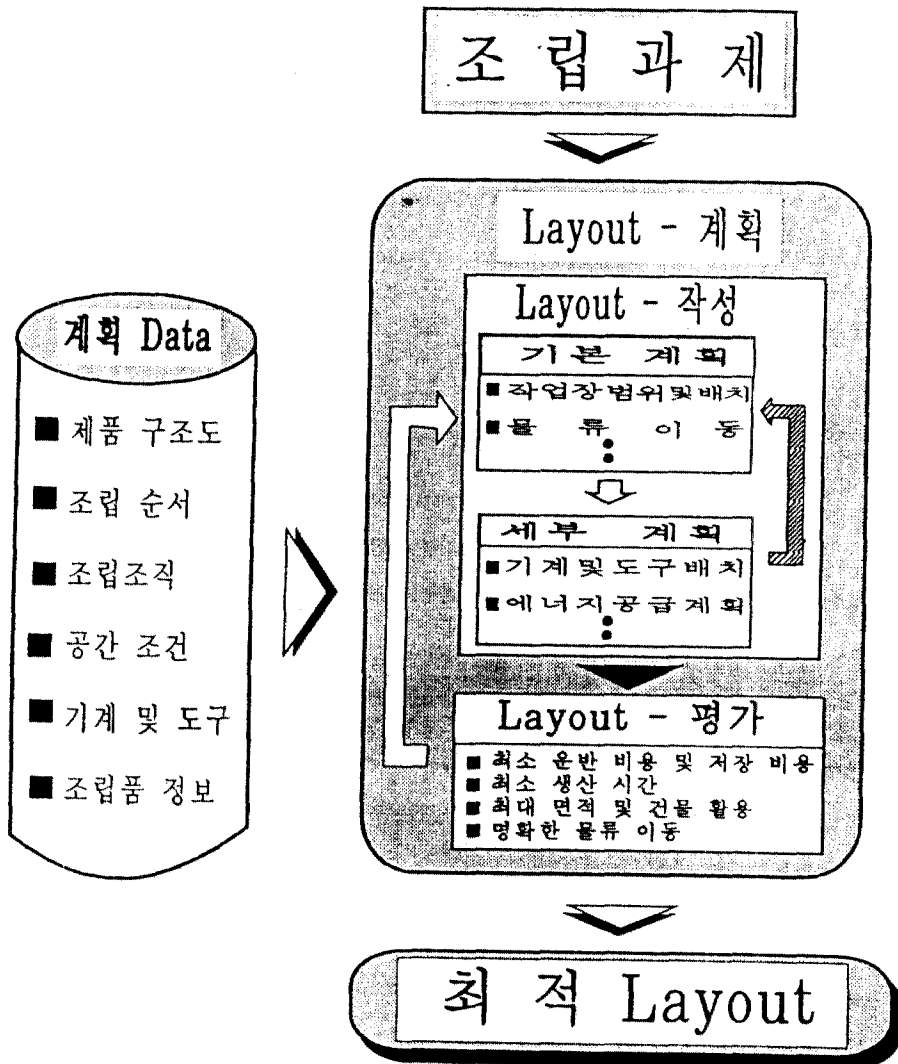 조 립 과 제
Layout - 계획
Layout - 작성
기 본 계 획
■ 작업장범위및배치
■ 물 류 이 동
세 부 계 획
■ 기계및도구배치
■ 에너지공급계획
Layout - 평가
■ 최소 운반 비용 및 저장 비용
■ 최소 생산 시간
■ 최대 면적 및 건물 활용
■ 명확한 물류 이동
계획 Data
■ 제품 구조도
■ 조립 순서
■ 조립조직
■ 공간 조건
■ 기계 및 도구
■ 조립품 정보
최 적 Layout